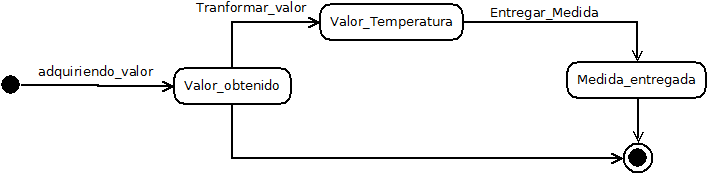 Tranformar_valor
Valor_Temperatura
Entregar_Medida
adquiriendo_valor
Valor_obtenido
Medida_entregada